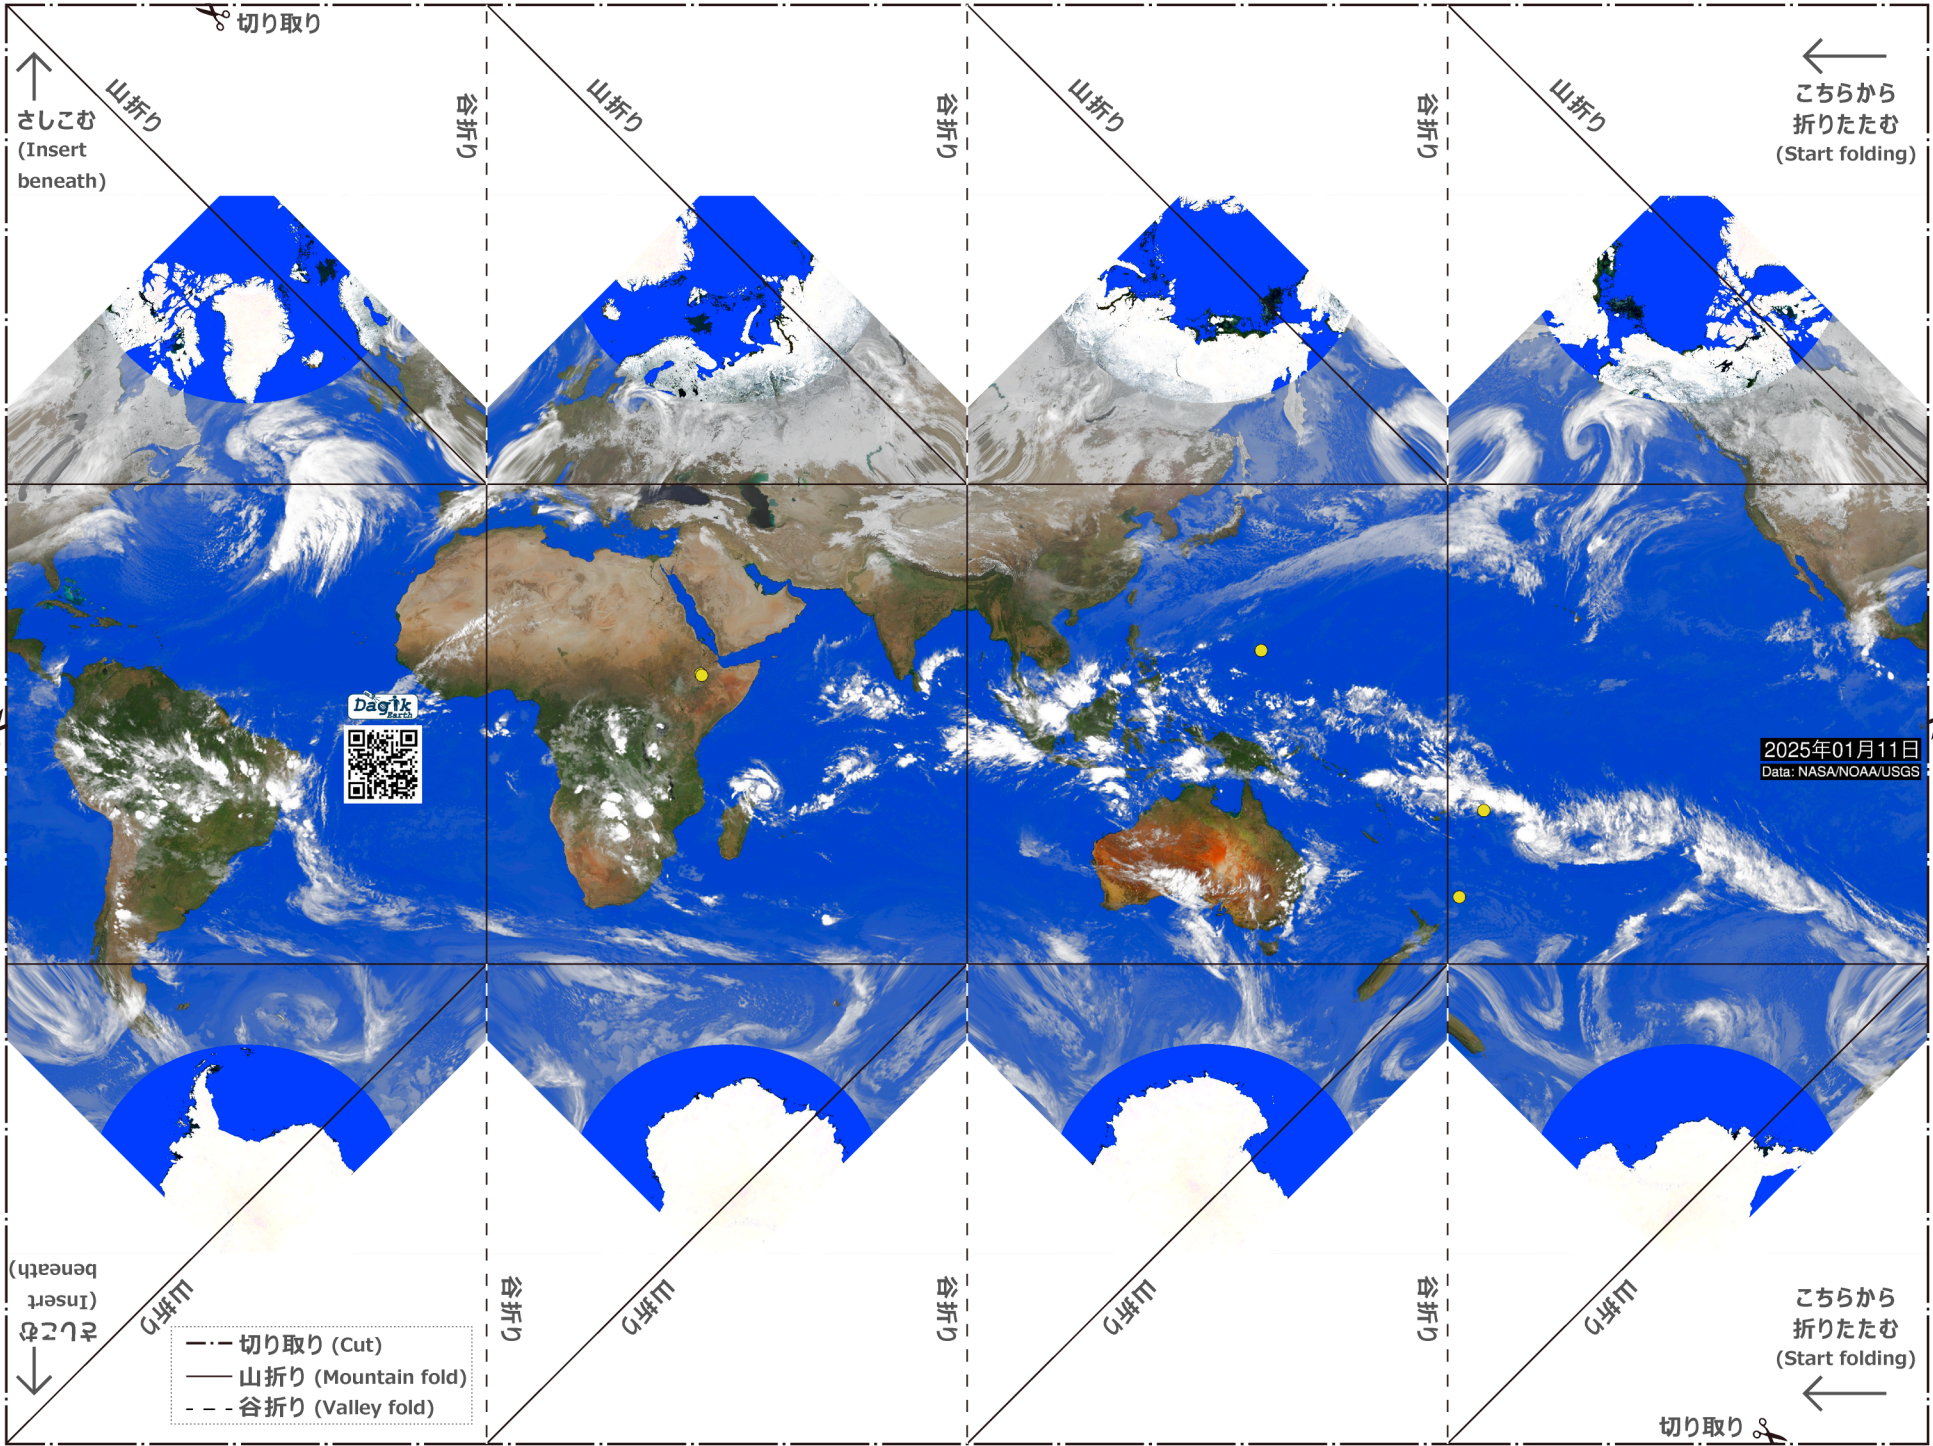 切り取り
さしこむ
(Insert
beneath)
山折り
谷折り
山折り
谷折り
山折り
谷折り
山折り
こちらから
折りたたむ
(Start folding)
Dagik
Earth
2025年01月11日
Data: NASA/NOAA/USGS
さしこむ
(Insert
beneath)
山折り
谷折り
山折り
谷折り
山折り
谷折り
山折り
こちらから
折りたたむ
(Start folding)
切り取り (Cut)
山折り (Mountain fold)
谷折り (Valley fold)
切り取り